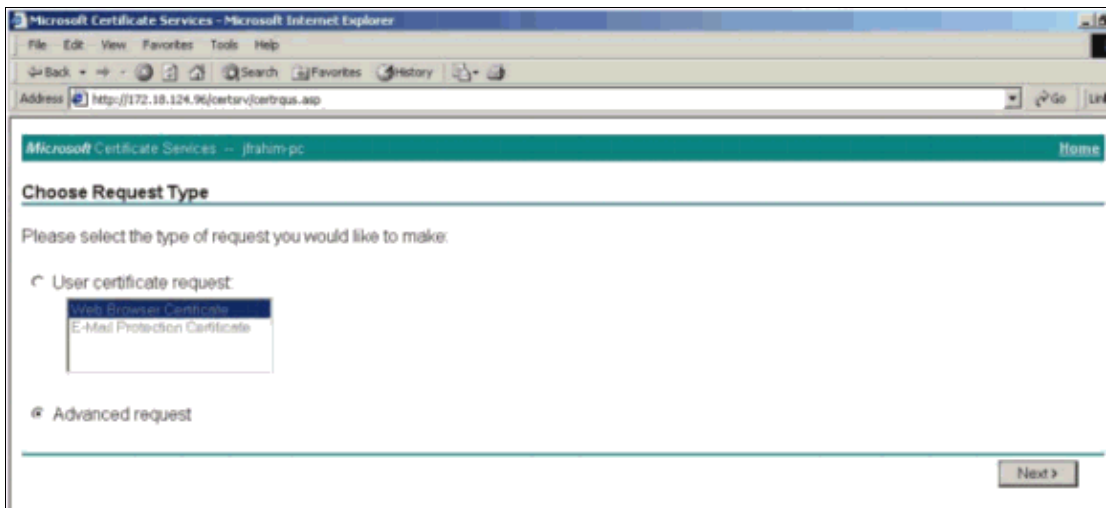 Microsoft Certificate Services - Microsoft Internet Explorer
File Edit View Favorites Tools Help
Back Search Favorites History
Address http://172.18.124.96/certsrv/certrqus.asp Go
Microsoft Certificate Services -- jfrahim-pc Home
Choose Request Type
Please select the type of request you would like to make:
User certificate request:
Web Browser Certificate
E-Mail Protection Certificate
Advanced request
Next >